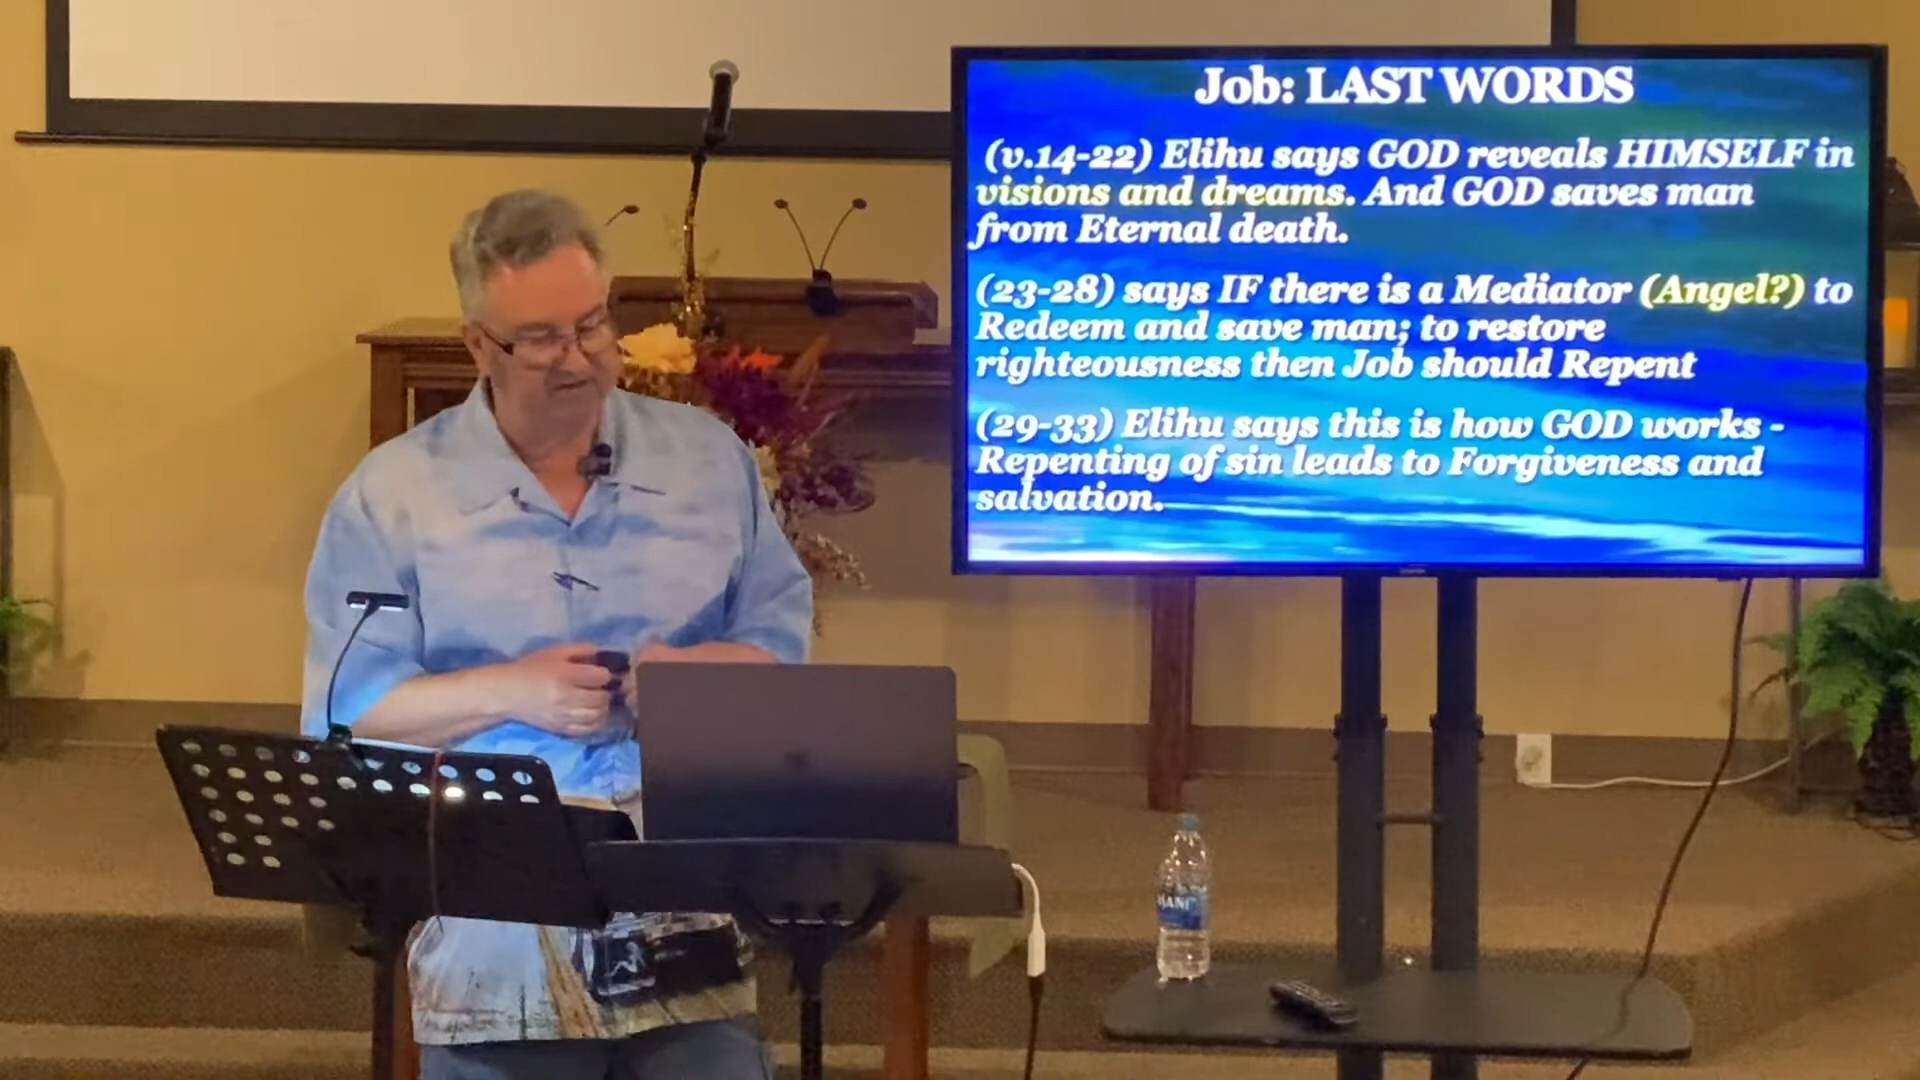 Job: LAST WORDS
(v.14-22) Elihu says GOD reveals HIMSELF in
visions and dreams. And GOD saves man
from Eternal death.
(23-28) says IF there is a Mediator (Angel?) to
Redeem and save man; to restore
righteousness then Job should Repent
(29-33) Elihu says this is how GOD works -
Repenting of sin leads to Forgiveness and
salvation.